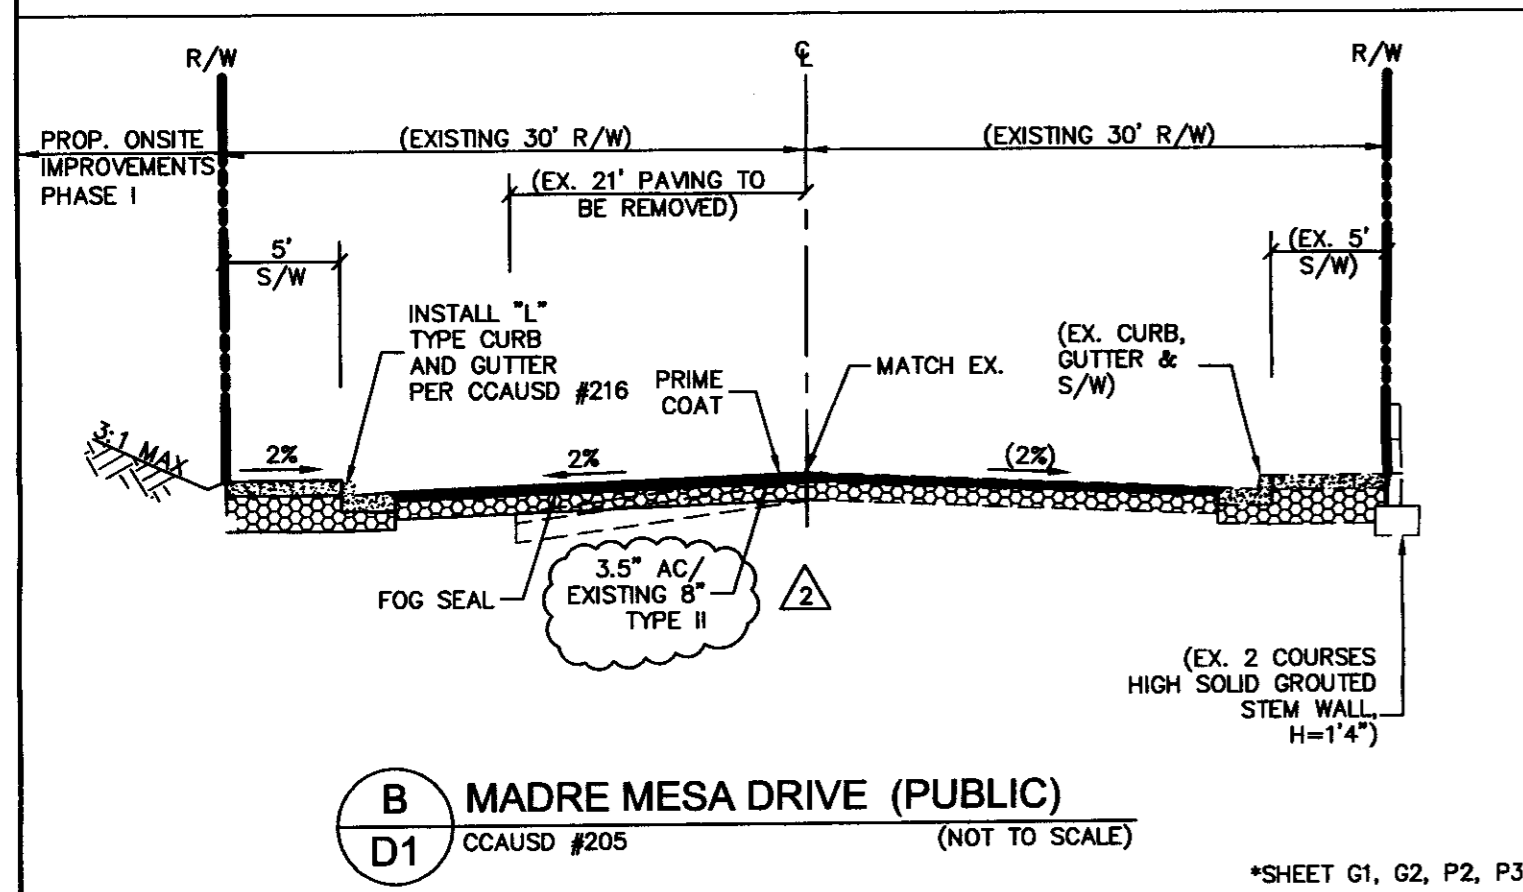 R/W
℄
R/W
PROP. ONSITE
IMPROVEMENTS
PHASE I
(EXISTING 30' R/W)
(EXISTING 30' R/W)
(EX. 21' PAVING TO
BE REMOVED)
5'
S/W
(EX. 5'
S/W)
INSTALL "L"
TYPE CURB
AND GUTTER
PER CCAUSD #216
PRIME
COAT
MATCH EX.
(EX. CURB,
GUTTER &
S/W)
3:1 MAX
2%
2%
(2%)
FOG SEAL
3.5" AC/
EXISTING 8"
TYPE II
2
(EX. 2 COURSES
HIGH SOLID GROUTED
STEM WALL,
H=1'4")
B
D1
MADRE MESA DRIVE (PUBLIC)
CCAUSD #205
(NOT TO SCALE)
*SHEET G1, G2, P2, P3